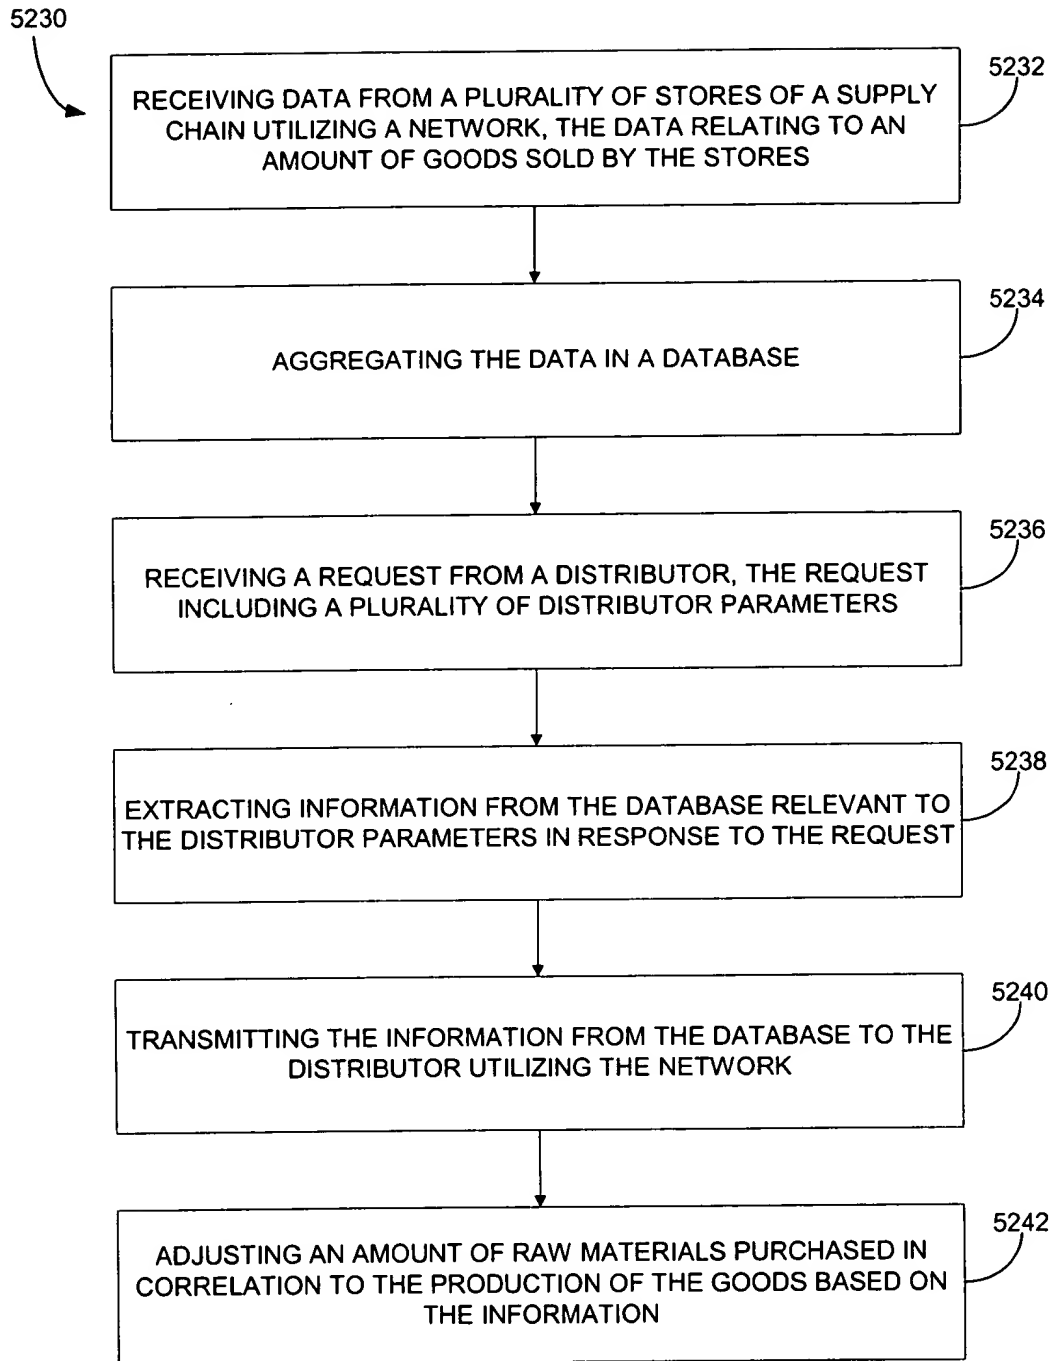 5230
RECEIVING DATA FROM A PLURALITY OF STORES OF A SUPPLY
CHAIN UTILIZING A NETWORK, THE DATA RELATING TO AN
AMOUNT OF GOODS SOLD BY THE STORES
5232
AGGREGATING THE DATA IN A DATABASE
5234
RECEIVING A REQUEST FROM A DISTRIBUTOR, THE REQUEST
INCLUDING A PLURALITY OF DISTRIBUTOR PARAMETERS
5236
EXTRACTING INFORMATION FROM THE DATABASE RELEVANT TO
THE DISTRIBUTOR PARAMETERS IN RESPONSE TO THE REQUEST
5238
TRANSMITTING THE INFORMATION FROM THE DATABASE TO THE
DISTRIBUTOR UTILIZING THE NETWORK
5240
ADJUSTING AN AMOUNT OF RAW MATERIALS PURCHASED IN
CORRELATION TO THE PRODUCTION OF THE GOODS BASED ON
THE INFORMATION
5242